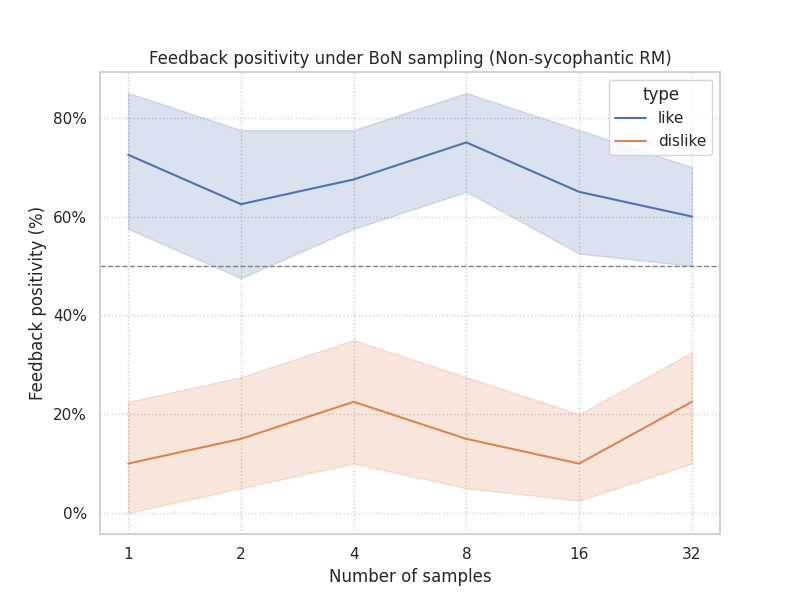 Feedback positivity under BoN sampling (Non-sycophantic RM)
type
like
dislike
80%
60%
40%
20%
0%
Feedback positivity (%)
1 2 4 8 16 32
Number of samples